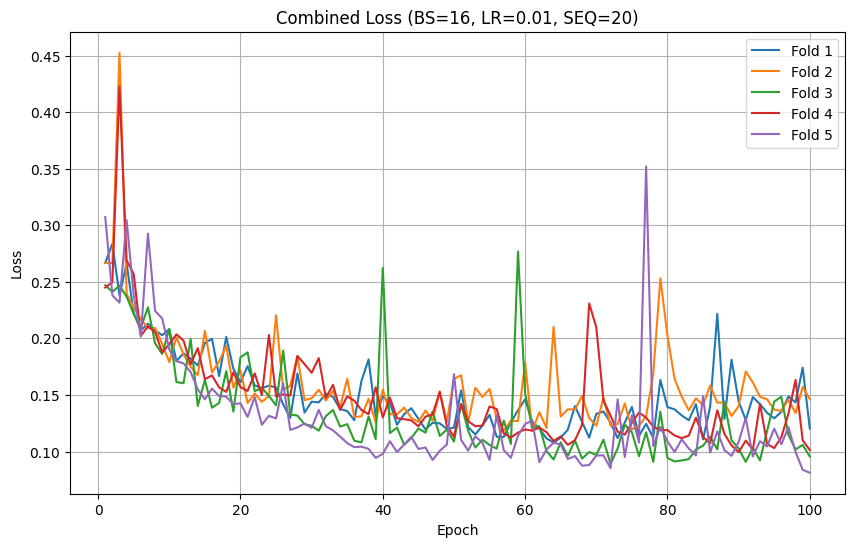 Combined Loss (BS=16, LR=0.01, SEQ=20)
Fold 1
Fold 2
Fold 3
Fold 4
Fold 5
Loss
0.45
0.40
0.35
0.30
0.25
0.20
0.15
0.10
0
20
40
60
80
100
Epoch